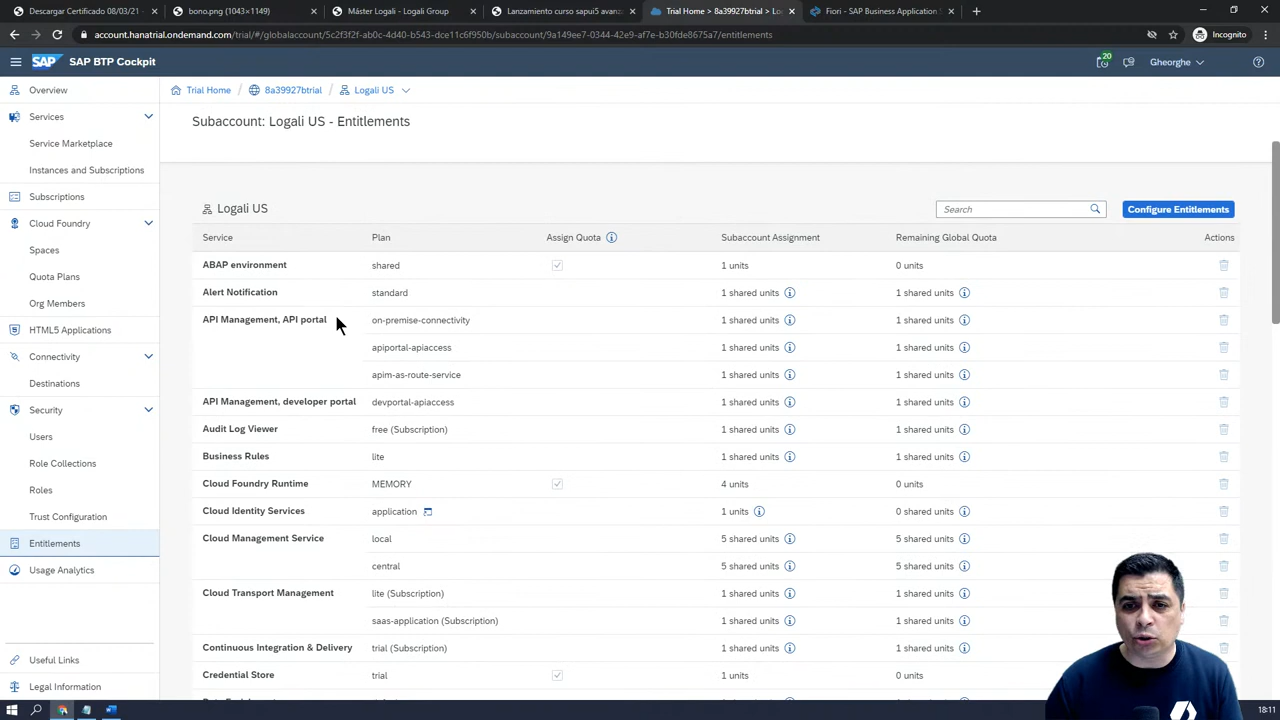 Descargar Certificado 08/03/21 -
bono.png (1043×1149)
Máster Logali - Logali Group
Lanzamiento curso sapui5 avanz
Trial Home > 8a39927btrial > Lo
Fiori - SAP Business Application S
account.hanatrial.ondemand.com/trial/#/globalaccount/5c2f3f2f-ab0c-4d40-b543-dce11c6f950b/subaccount/9a149ee7-0344-42e9-af7e-b30fde8675a7/entitlements
Incognito
SAP SAP BTP Cockpit
20
Gheorghe
Overview
Services
Service Marketplace
Instances and Subscriptions
Subscriptions
Cloud Foundry
Spaces
Quota Plans
Org Members
HTML5 Applications
Connectivity
Destinations
Security
Users
Role Collections
Roles
Trust Configuration
Entitlements
Usage Analytics
Useful Links
Legal Information
Trial Home / 8a39927btrial / Logali US
Subaccount: Logali US - Entitlements
Logali US
Search
Configure Entitlements
Service Plan Assign Quota Subaccount Assignment Remaining Global Quota Actions
ABAP environment shared 1 units 0 units
Alert Notification standard 1 shared units 1 shared units
API Management, API portal on-premise-connectivity 1 shared units 1 shared units
apiportal-apiaccess 1 shared units 1 shared units
apim-as-route-service 1 shared units 1 shared units
API Management, developer portal devportal-apiaccess 1 shared units 1 shared units
Audit Log Viewer free (Subscription) 1 shared units 1 shared units
Business Rules lite 1 shared units 1 shared units
Cloud Foundry Runtime MEMORY 4 units 0 units
Cloud Identity Services application 1 units 0 shared units
Cloud Management Service local 5 shared units 5 shared units
central 5 shared units 5 shared units
Cloud Transport Management lite (Subscription) 1 shared units 1 shared units
saas-application (Subscription) 1 shared units 1 shared units
Continuous Integration & Delivery trial (Subscription) 1 shared units 1 shared units
Credential Store trial 1 units 0 units
18:11